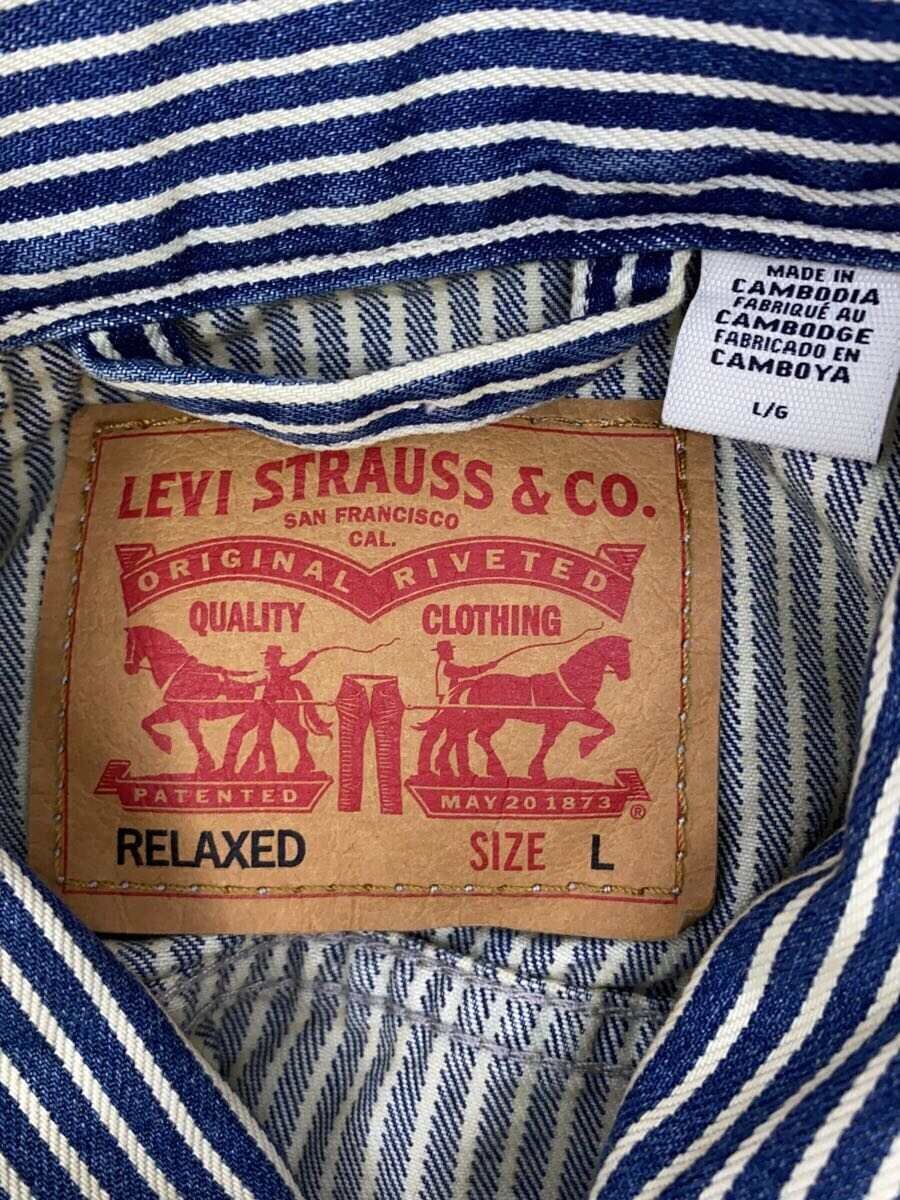 MADE IN
CAMBODIA
FABRIQUÉ AU
CAMBODGE
FABRICADO EN
CAMBOYA
L/G
LEVI STRAUSS & CO.
SAN FRANCISCO
CAL.
ORIGINAL RIVETED
QUALITY CLOTHING
PATENTED MAY 20 1873 ®
RELAXED SIZE L